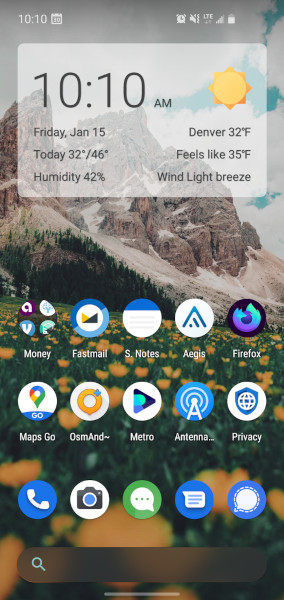 10:10
LTE
10:10 AM
Friday, Jan 15 Denver 32°F
Today 32°/46° Feels like 35°F
Humidity 42% Wind Light breeze
Money Fastmail S. Notes Aegis Firefox
GO
Maps Go OsmAnd~ Metro Antenna… Privacy